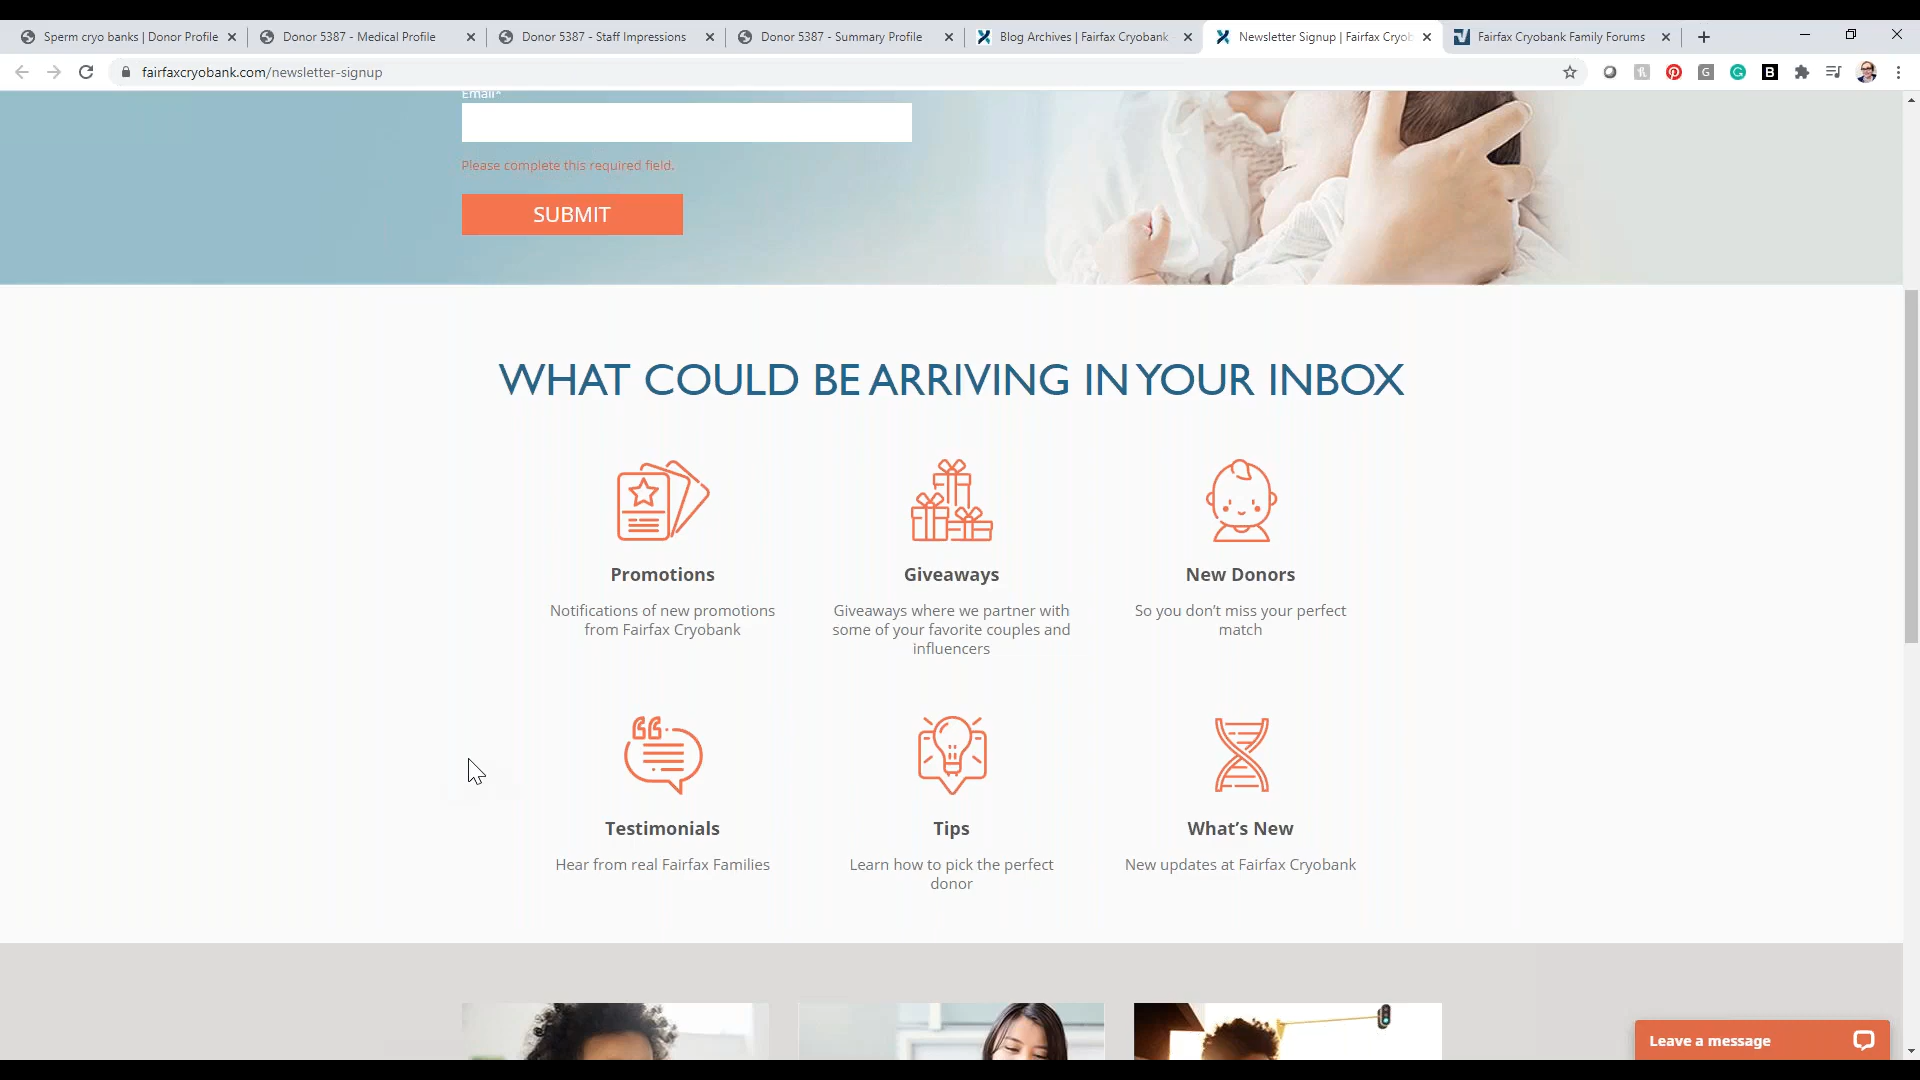 Sperm cryo banks | Donor Profile
Donor 5387 - Medical Profile
Donor 5387 - Staff Impressions
Donor 5387 - Summary Profile
Blog Archives | Fairfax Cryobank
Newsletter Signup | Fairfax Cryob
Fairfax Cryobank Family Forums
fairfaxcryobank.com/newsletter-signup
Email*
Please complete this required field.
SUBMIT
WHAT COULD BE ARRIVING IN YOUR INBOX
Promotions
Notifications of new promotions
from Fairfax Cryobank
Giveaways
Giveaways where we partner with
some of your favorite couples and
influencers
New Donors
So you don't miss your perfect
match
Testimonials
Hear from real Fairfax Families
Tips
Learn how to pick the perfect
donor
What's New
New updates at Fairfax Cryobank
Leave a message